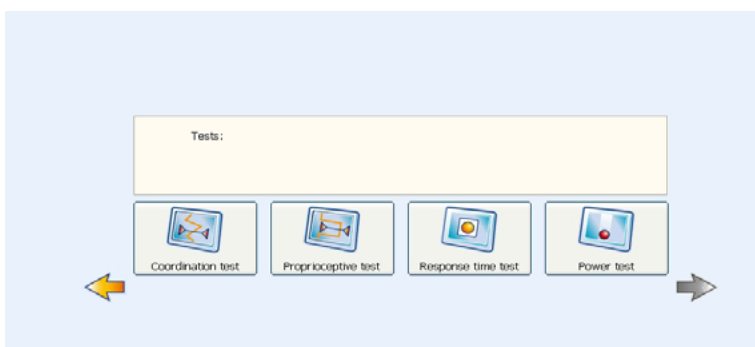 Tests:
Coordination test
Proprioceptive test
Response time test
Power test